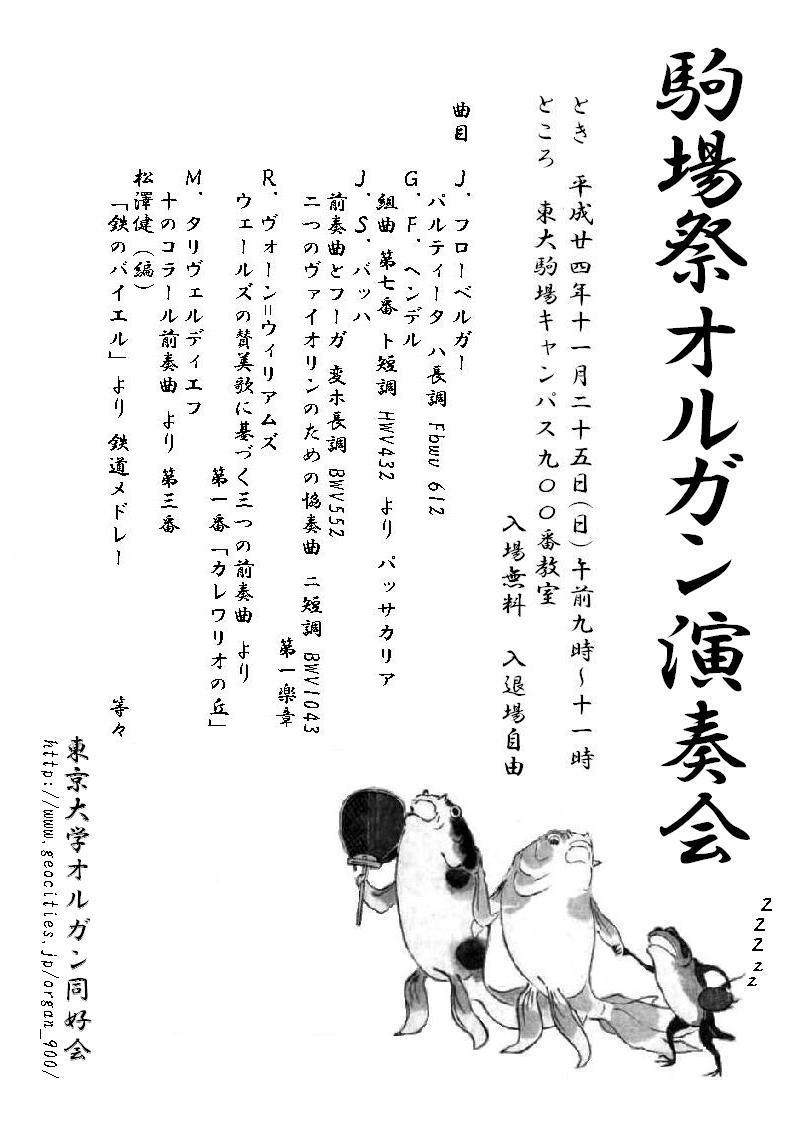 駒場祭オルガン演奏会
とき 平成廿四年十一月二十五日(日)午前九時～十一時
ところ 東大駒場キャンパス九〇〇番教室
入場無料 入退場自由
曲目 J. フローベルガー
パルティータ ハ長調 Fbwv 612
G. F. ヘンデル
組曲 第七番 ト短調 HWV432 より パッサカリア
J. S. バッハ
前奏曲とフーガ 変ホ長調 BWV552
二つのヴァイオリンのための協奏曲 ニ短調 BWV1043
第一楽章
R. ヴォーン=ウィリアムズ
ウェールズの賛美歌に基づく三つの前奏曲 より
第一番「カレワリオの丘」
M. タリヴェルディエフ
十のコラール前奏曲 より 第三番
松澤健(編)
「鉄のバイエル」より 鉄道メドレー
等々
東京大学オルガン同好会
http://www.geocities.jp/organ_900/
zzzzz